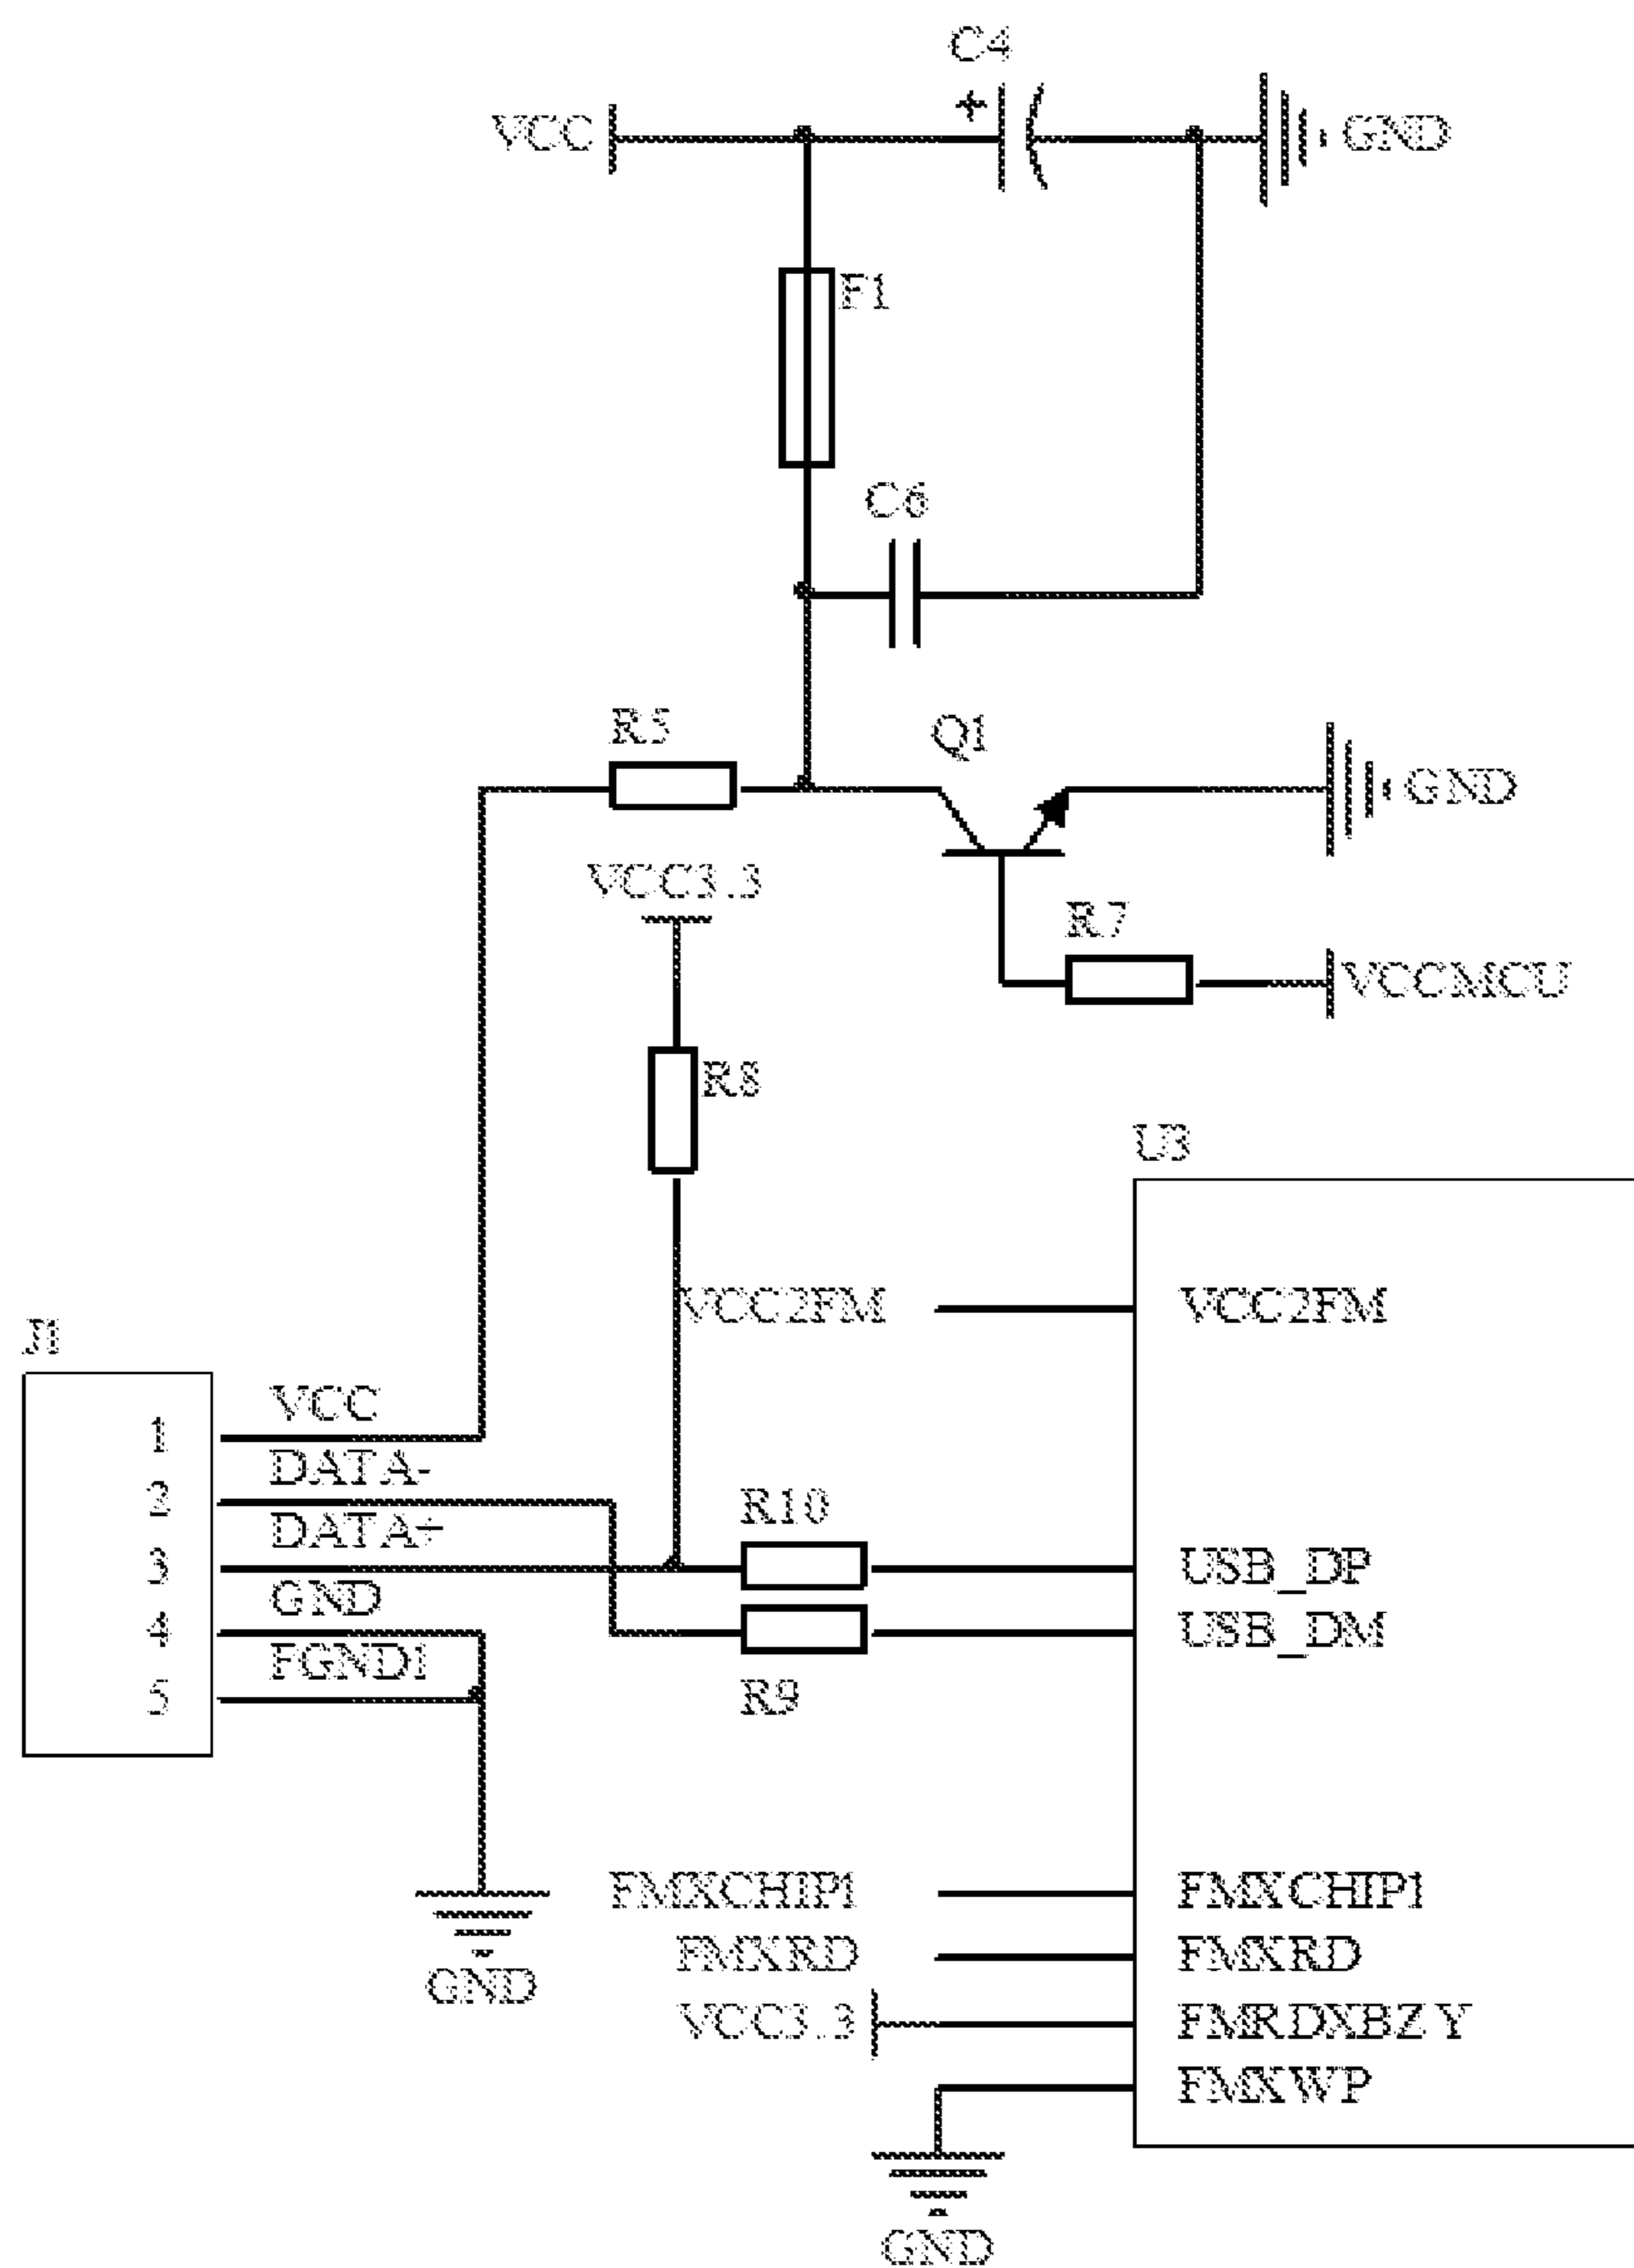 C4
+
VCC
GND
F1
C6
R5
Q1
GND
VCC3.3
R7
VCCMCU
R8
U3
VCC2FM
VCC2FM
J1
VCC
1
DATA-
2
R10
DATA+
3
USB_DP
GND
4
USB_DM
FGND1
5
R9
FMXCHIP1
FMXCHIP1
FMXRD
FMXRD
GND
VCC3.3
FMRDXBZY
FMXWP
GND